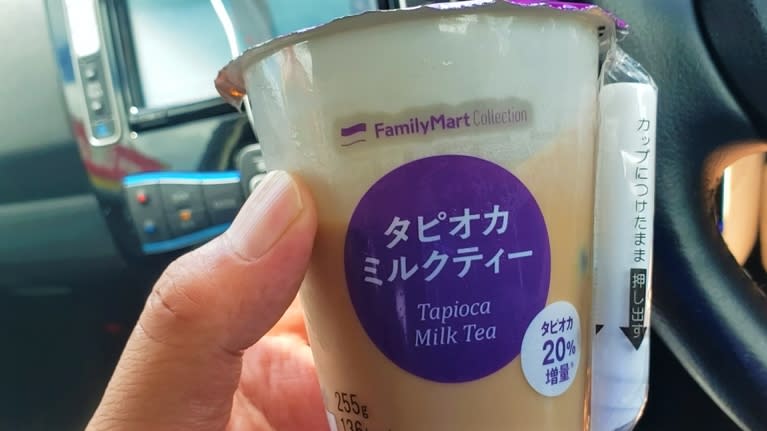 FamilyMart Collection
タピオカ
ミルクティー
Tapioca
Milk Tea
タピオカ
20%
増量※
255g
カップにつけたまま 押し出す